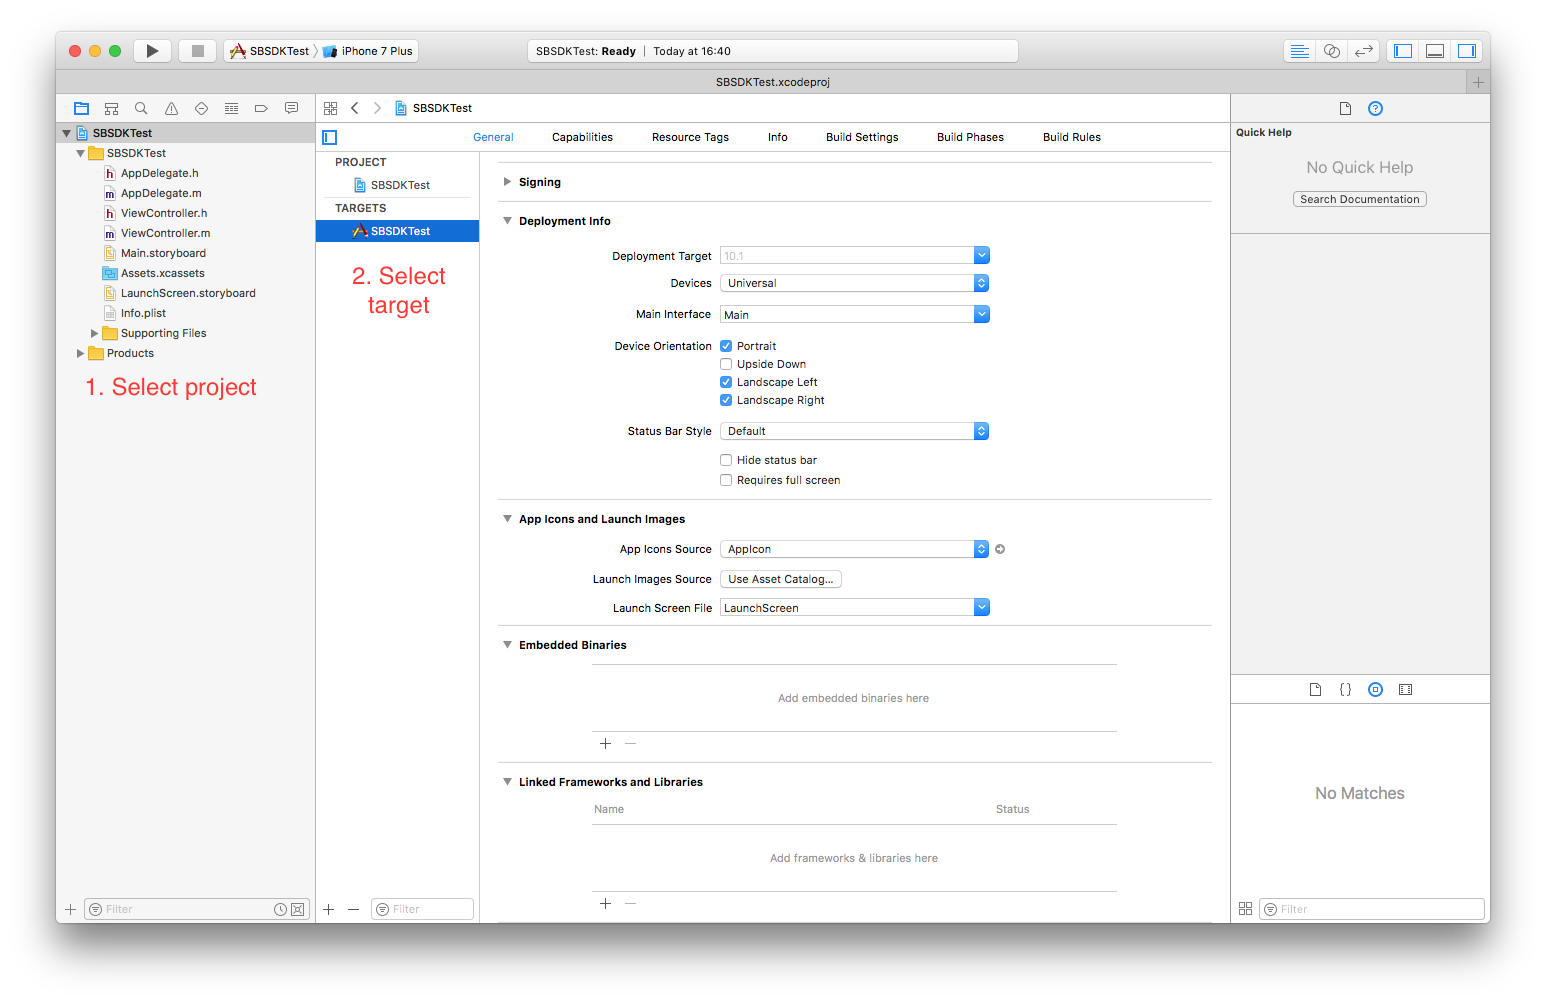 SBSDKTest iPhone 7 Plus
SBSDKTest: Ready | Today at 16:40
SBSDKTest.xcodeproj
SBSDKTest
SBSDKTest
AppDelegate.h
AppDelegate.m
ViewController.h
ViewController.m
Main.storyboard
Assets.xcassets
LaunchScreen.storyboard
Info.plist
Supporting Files
Products
1. Select project
Filter
SBSDKTest
General Capabilities Resource Tags Info Build Settings Build Phases Build Rules
PROJECT
SBSDKTest
TARGETS
SBSDKTest
2. Select
target
Filter
Signing
Deployment Info
Deployment Target 10.1
Devices Universal
Main Interface Main
Device Orientation Portrait
Upside Down
Landscape Left
Landscape Right
Status Bar Style Default
Hide status bar
Requires full screen
App Icons and Launch Images
App Icons Source AppIcon
Launch Images Source Use Asset Catalog...
Launch Screen File LaunchScreen
Embedded Binaries
Add embedded binaries here
Linked Frameworks and Libraries
Name Status
Add frameworks & libraries here
Quick Help
No Quick Help
Search Documentation
No Matches
Filter